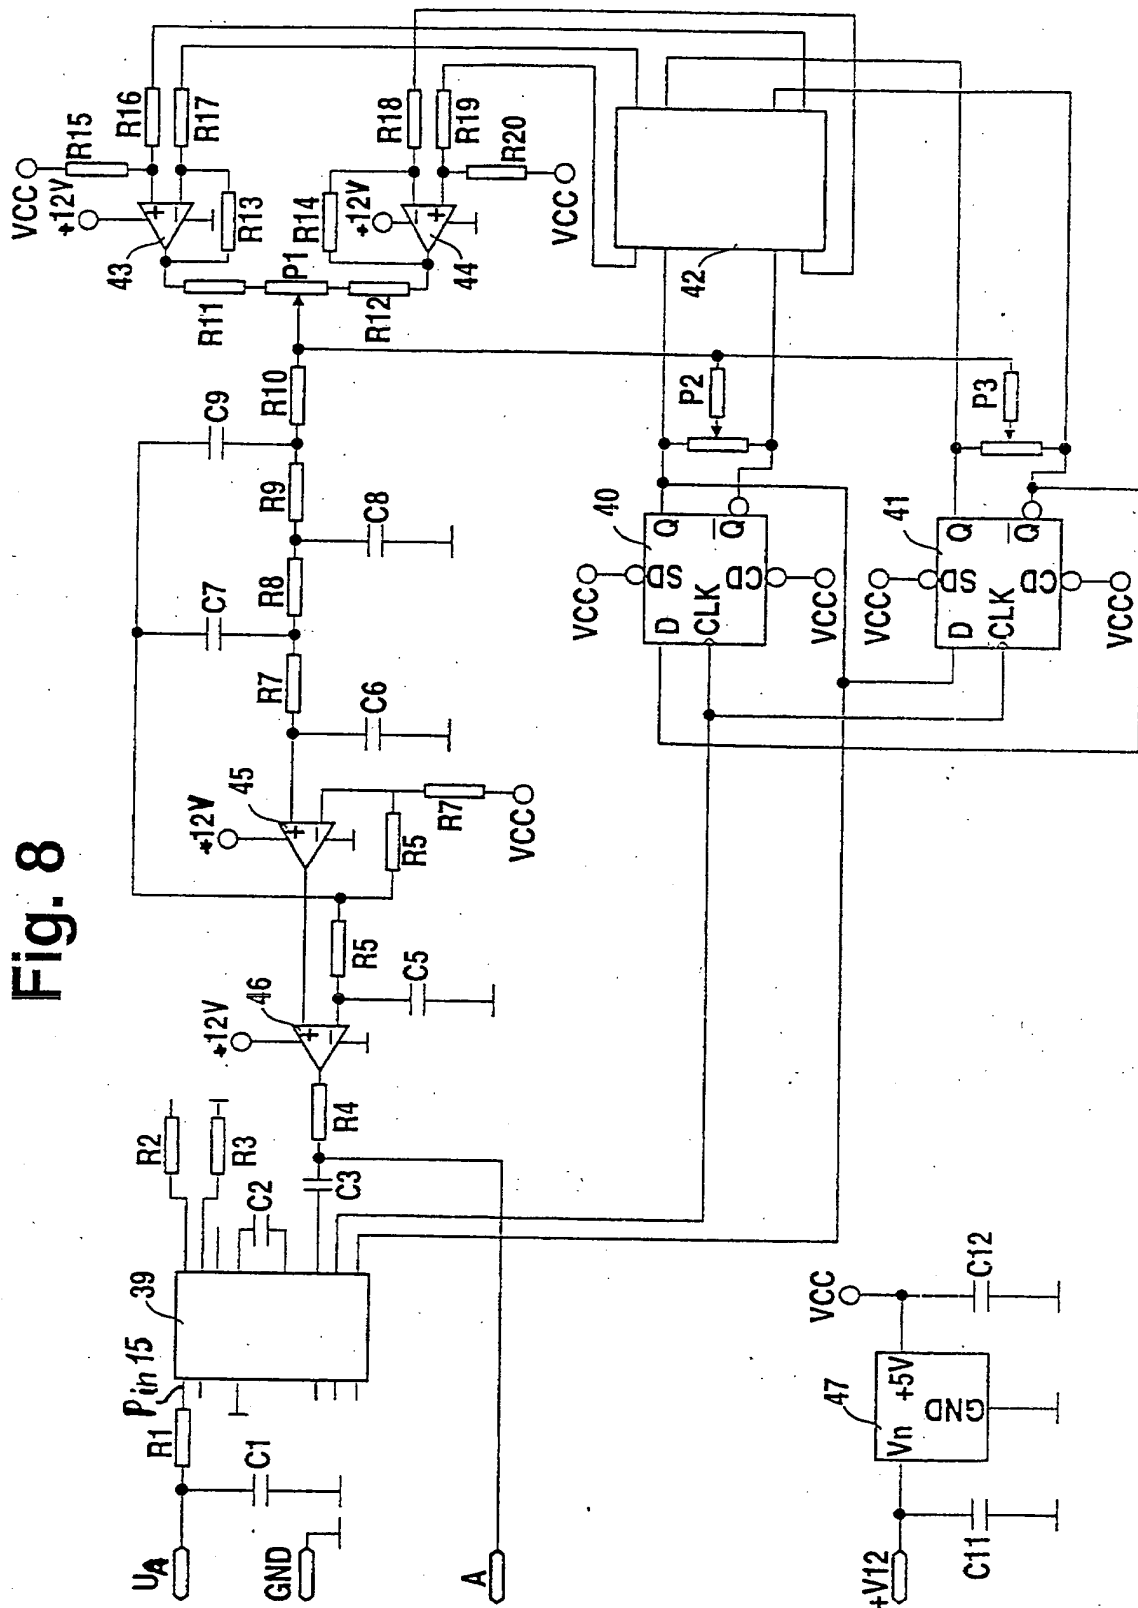 Fig. 8
UA
GND
A
R1
C1
Pin 15
39
R2
R3
C2
C3
R4
+12V
46
R5
C5
+12V
45
R5
R7
VCC
C6
R7
C7
R8
C8
R9
C9
R10
R11
P1
R12
43
+12V
VCC
R15
R16
R17
R13
+
−
R14
+12V
44
R18
R19
R20
VCC
−
+
+
−
+
−
42
P2
P3
40
VCC
SD
D
Q
CLK
Q
CD
VCC
41
VCC
SD
D
Q
CLK
Q
CD
VCC
+V12
C11
47
Vn
+5V
GND
VCC
C12